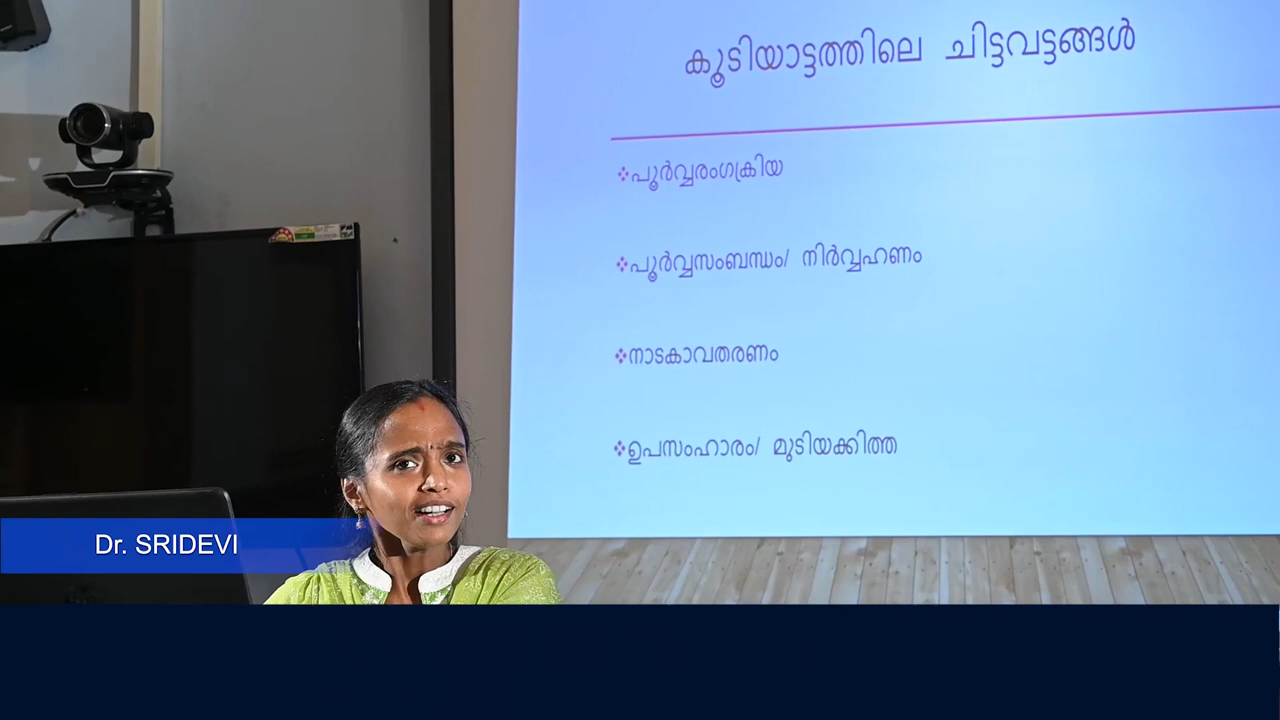 കൂടിയാട്ടത്തിലെ ചിട്ടവട്ടങ്ങൾ
പൂർവ്വരംഗക്രിയ
പൂർവ്വസംബന്ധം/ നിർവ്വഹണം
നാടകാവതരണം
ഉപസംഹാരം/ മുടിയക്കിത്ത
Dr. SRIDEVI